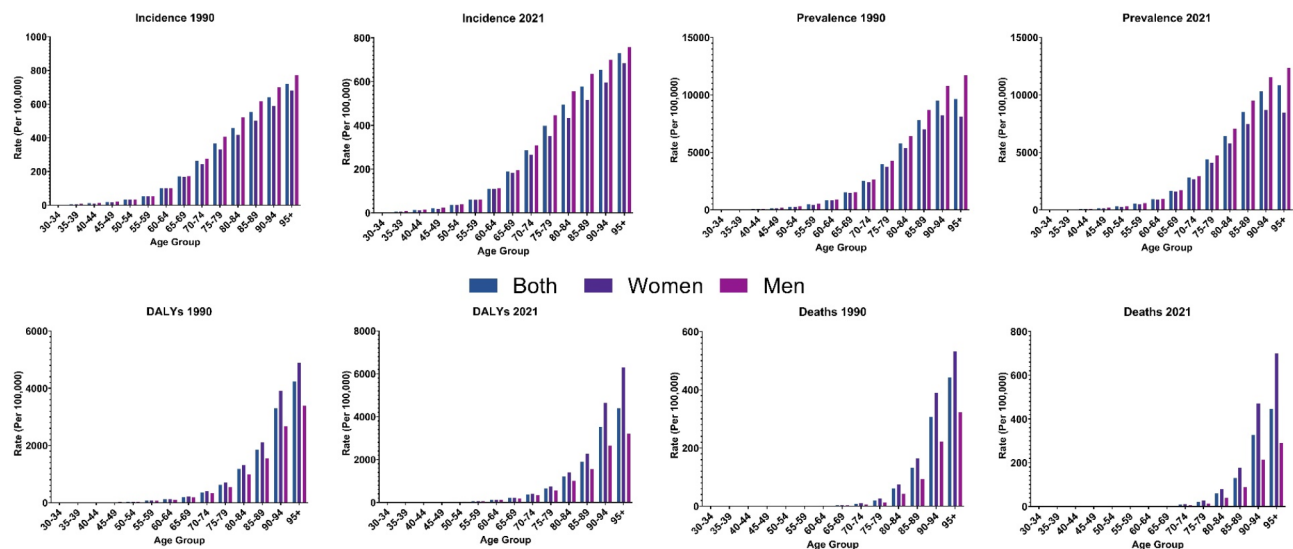 Incidence 1990
Rate (Per 100,000)
1000
800
600
400
200
0
30-34 35-39 40-44 45-49 50-54 55-59 60-64 65-69 70-74 75-79 80-84 85-89 90-94 95+
Age Group
Incidence 2021
Rate (Per 100,000)
800
600
400
200
0
30-34 35-39 40-44 45-49 50-54 55-59 60-64 65-69 70-74 75-79 80-84 85-89 90-94 95+
Age Group
Prevalence 1990
Rate (Per 100,000)
15000
10000
5000
0
30-34 35-39 40-44 45-49 50-54 55-59 60-64 65-69 70-74 75-79 80-84 85-89 90-94 95+
Age Group
Prevalence 2021
Rate (Per 100,000)
15000
10000
5000
0
30-34 35-39 40-44 45-49 50-54 55-59 60-64 65-69 70-74 75-79 80-84 85-89 90-94 95+
Age Group
Both Women Men
DALYs 1990
Rate (Per 100,000)
6000
4000
2000
0
30-34 35-39 40-44 45-49 50-54 55-59 60-64 65-69 70-74 75-79 80-84 85-89 90-94 95+
Age Group
DALYs 2021
Rate (Per 100,000)
8000
6000
4000
2000
0
30-34 35-39 40-44 45-49 50-54 55-59 60-64 65-69 70-74 75-79 80-84 85-89 90-94 95+
Age Group
Deaths 1990
Rate (Per 100,000)
600
400
200
0
30-34 35-39 40-44 45-49 50-54 55-59 60-64 65-69 70-74 75-79 80-84 85-89 90-94 95+
Age Group
Deaths 2021
Rate (Per 100,000)
800
600
400
200
0
30-34 35-39 40-44 45-49 50-54 55-59 60-64 65-69 70-74 75-79 80-84 85-89 90-94 95+
Age Group